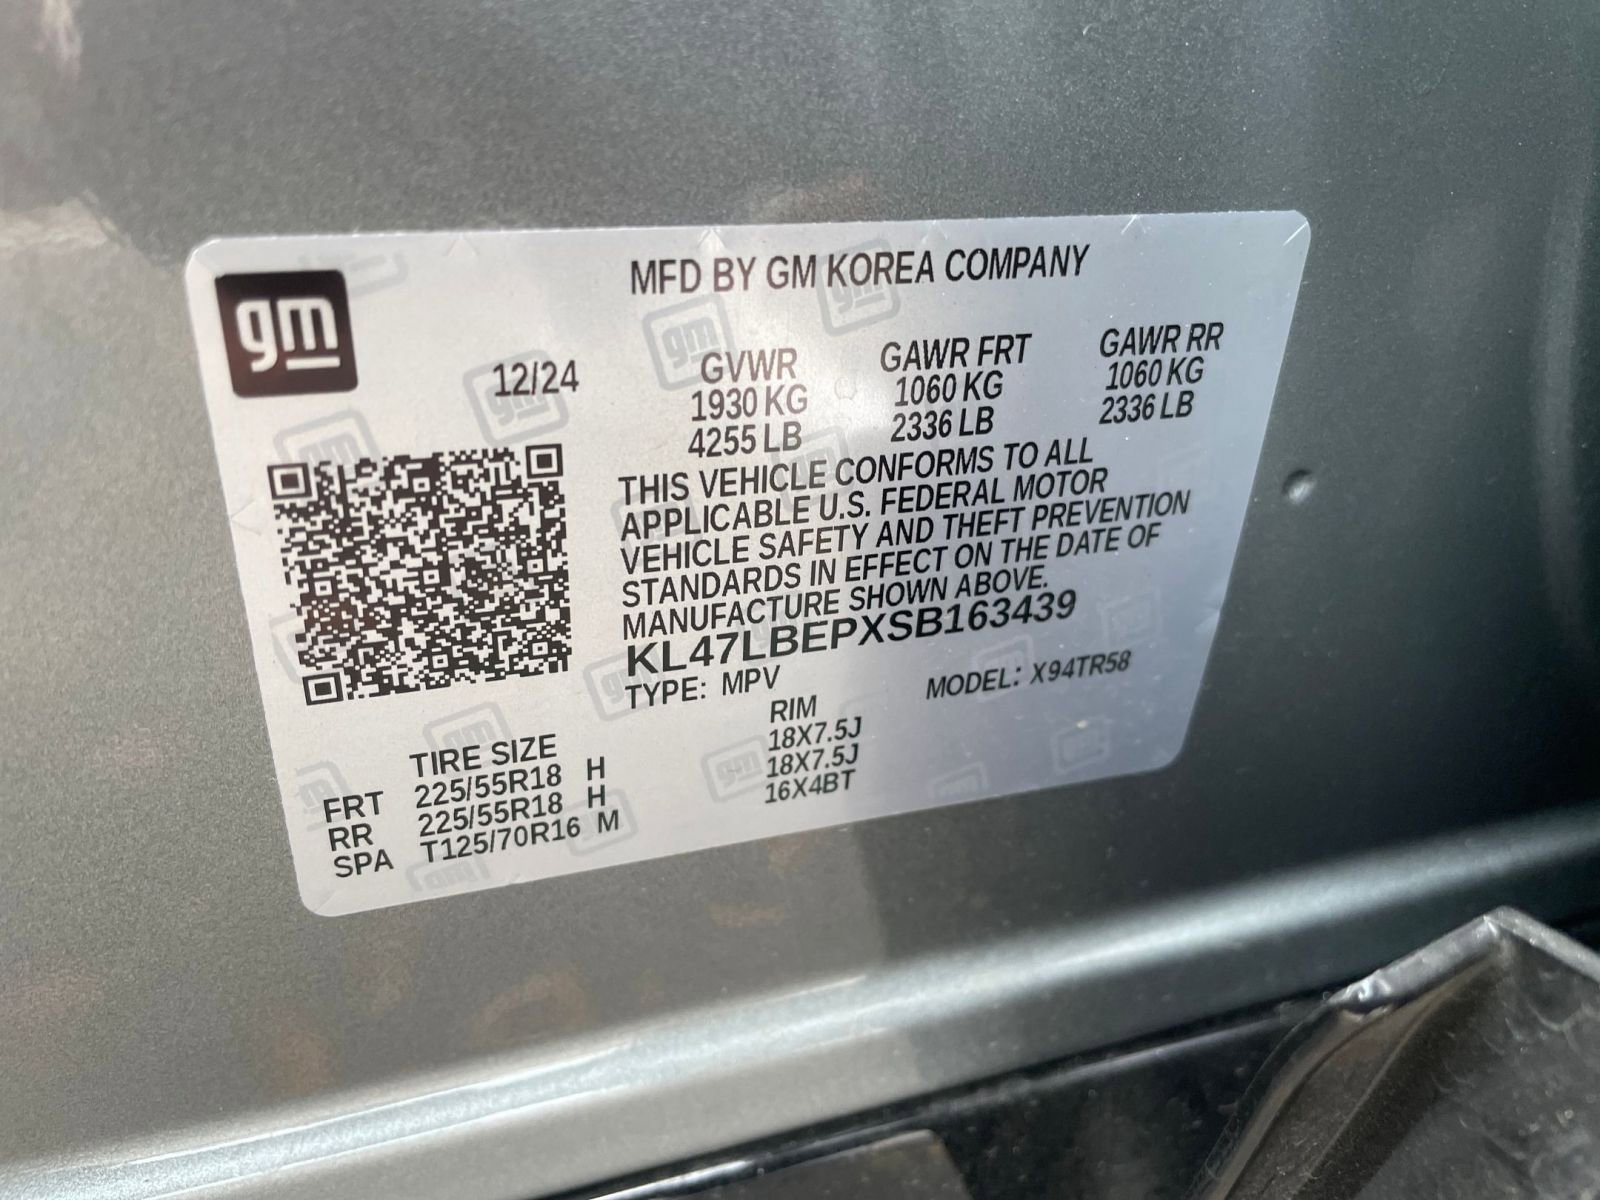 gm
MFD BY GM KOREA COMPANY
12/24
GVWR GAWR FRT GAWR RR
1930 KG 1060 KG 1060 KG
4255 LB 2336 LB 2336 LB
THIS VEHICLE CONFORMS TO ALL
APPLICABLE U.S. FEDERAL MOTOR
VEHICLE SAFETY AND THEFT PREVENTION
STANDARDS IN EFFECT ON THE DATE OF
MANUFACTURE SHOWN ABOVE.
KL47LBEPXSB163439
TYPE: MPV MODEL: X94TR58
TIRE SIZE RIM
FRT 225/55R18 H 18X7.5J
RR 225/55R18 H 18X7.5J
SPA T125/70R16 M 16X4BT